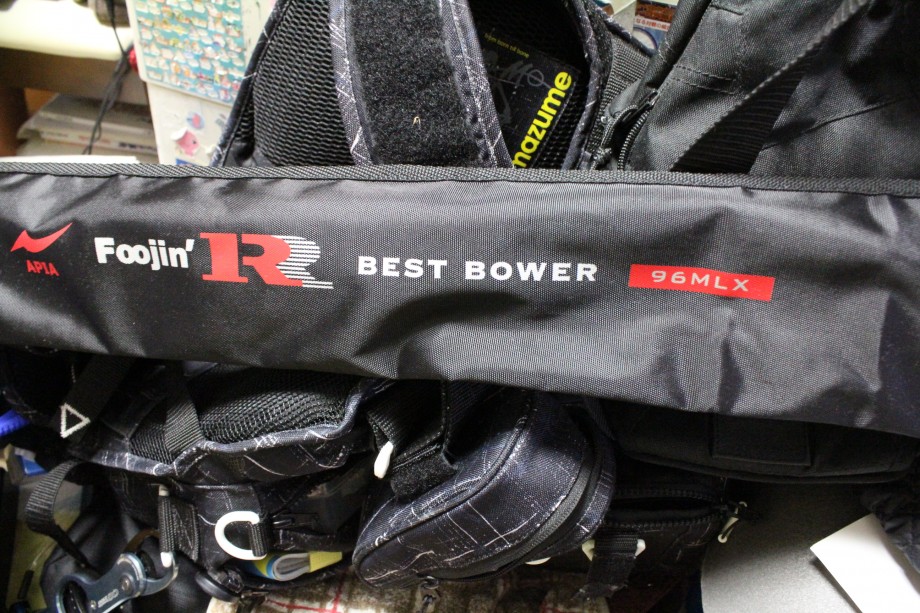 mazume
APIA
Foojin' R BEST BOWER 96MLX